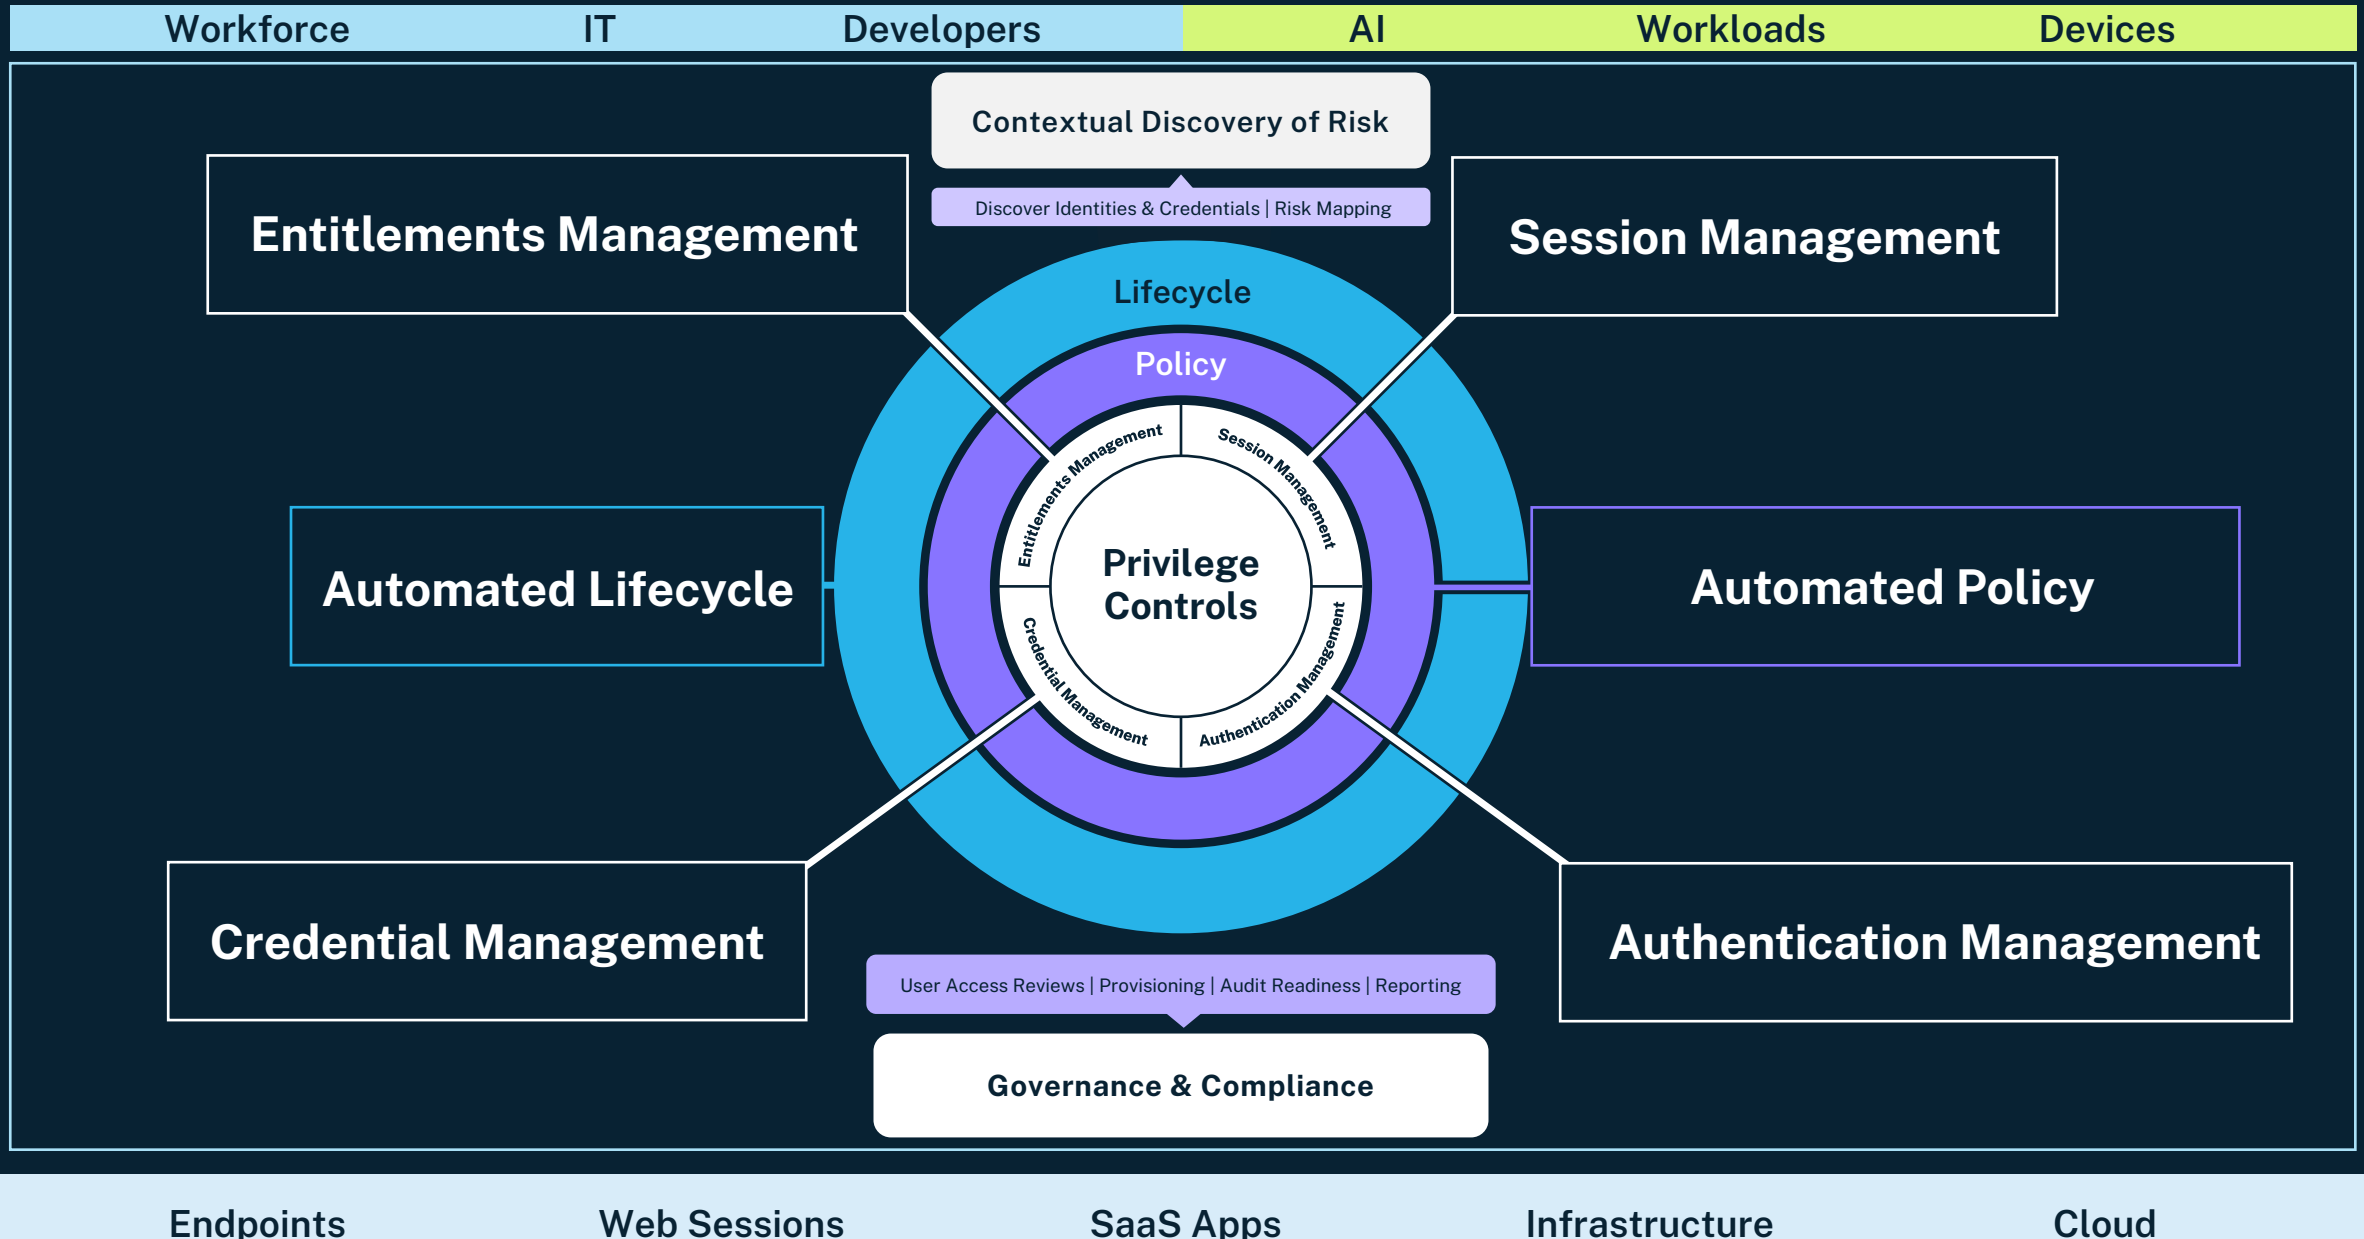 Workforce
IT
Developers
AI
Workloads
Devices
Contextual Discovery of Risk
Discover Identities & Credentials | Risk Mapping
Entitlements Management
Session Management
Lifecycle
Policy
Entitlements Management
Session Management
Privilege
Controls
Credential Management
Authentication Management
Automated Lifecycle
Automated Policy
Credential Management
Authentication Management
User Access Reviews | Provisioning | Audit Readiness | Reporting
Governance & Compliance
Endpoints
Web Sessions
SaaS Apps
Infrastructure
Cloud